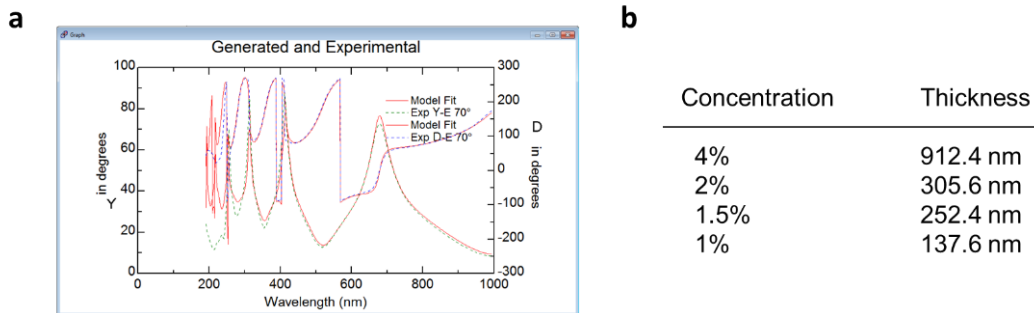 a
Graph
Generated and Experimental
100
80
60
40
20
0
Y in degrees
300
200
100
0
-100
-200
-300
D in degrees
Model Fit
Exp Y-E 70°
Model Fit
Exp D-E 70°
0 200 400 600 800 1000
Wavelength (nm)
b
Concentration Thickness
4% 912.4 nm
2% 305.6 nm
1.5% 252.4 nm
1% 137.6 nm